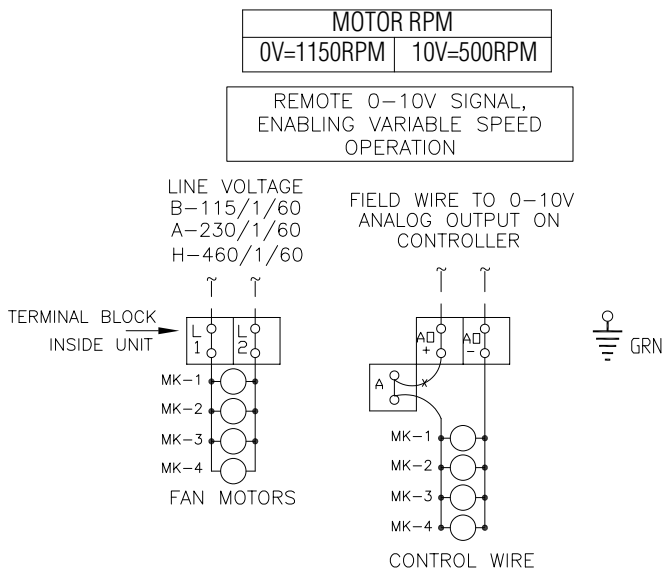 MOTOR RPM
0V=1150RPM 10V=500RPM
REMOTE 0-10V SIGNAL,
ENABLING VARIABLE SPEED
OPERATION
LINE VOLTAGE
B-115/1/60
A-230/1/60
H-460/1/60
FIELD WIRE TO 0-10V
ANALOG OUTPUT ON
CONTROLLER
TERMINAL BLOCK
INSIDE UNIT
L
1
L
2
MK-1
MK-2
MK-3
MK-4
FAN MOTORS
AO
+
AO
-
A
x
MK-1
MK-2
MK-3
MK-4
CONTROL WIRE
GRN